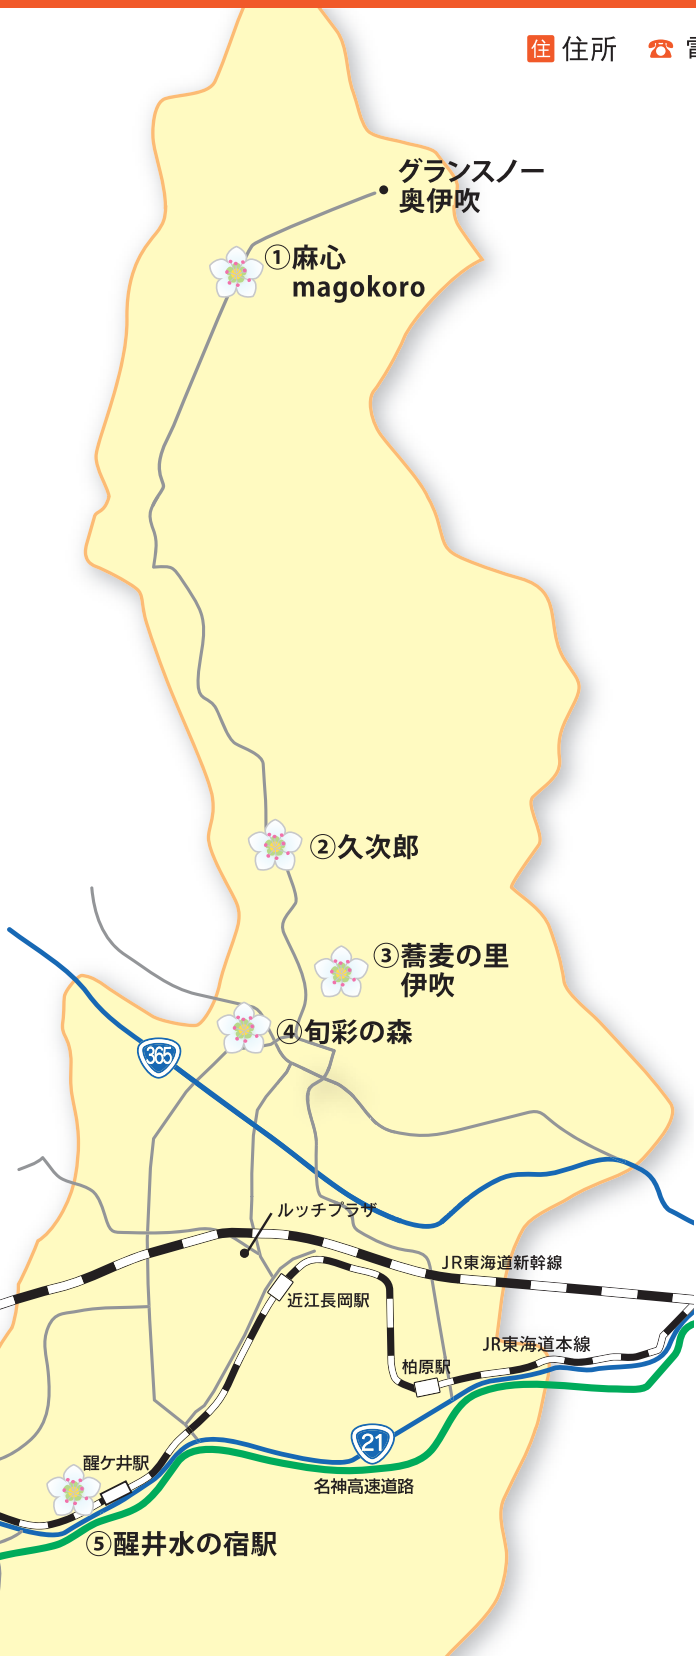 住 住所
グランスノー
奥伊吹
①麻心
magokoro
②久次郎
③蕎麦の里
伊吹
④旬彩の森
365
ルッチプラザ
JR東海道新幹線
近江長岡駅
JR東海道本線
柏原駅
21
醒ケ井駅
名神高速道路
⑤醒井水の宿駅